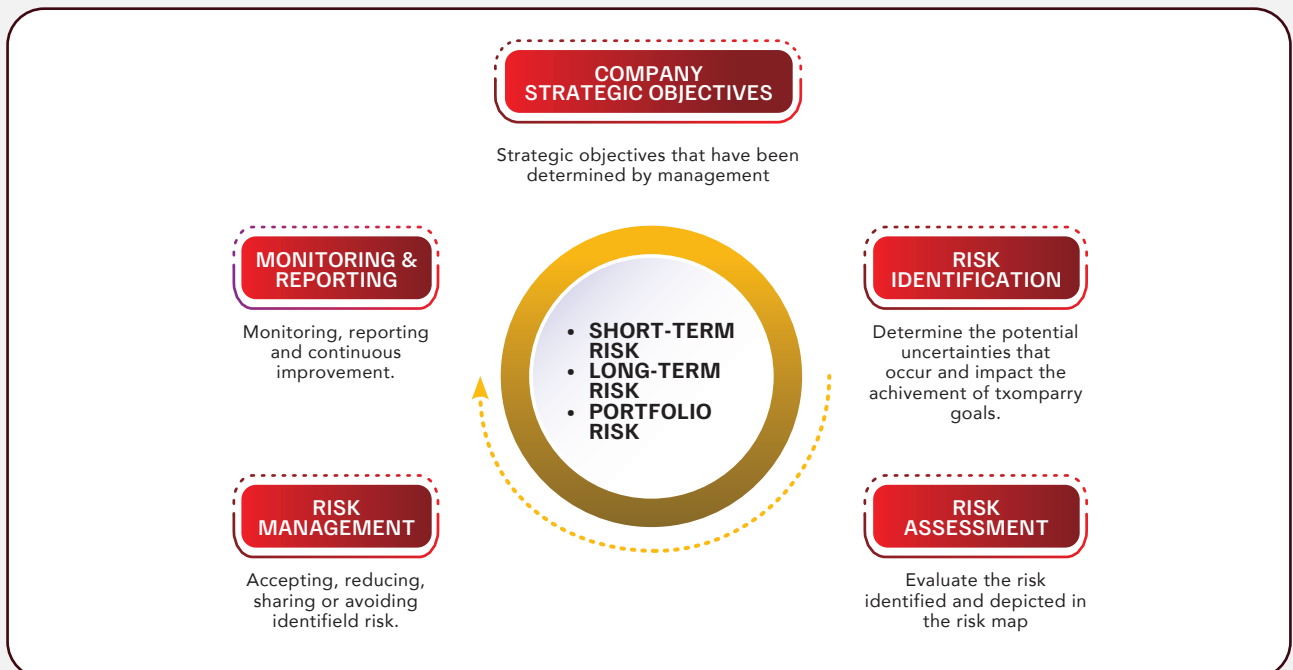 COMPANY
STRATEGIC OBJECTIVES
Strategic objectives that have been
determined by management
MONITORING &
REPORTING
Monitoring, reporting
and continuous
improvement.
RISK
IDENTIFICATION
Determine the potential
uncertainties that
occur and impact the
achivement of txomparry
goals.
• SHORT-TERM
RISK
• LONG-TERM
RISK
• PORTFOLIO
RISK
RISK
MANAGEMENT
Accepting, reducing,
sharing or avoiding
identifield risk.
RISK
ASSESSMENT
Evaluate the risk
identified and depicted in
the risk map